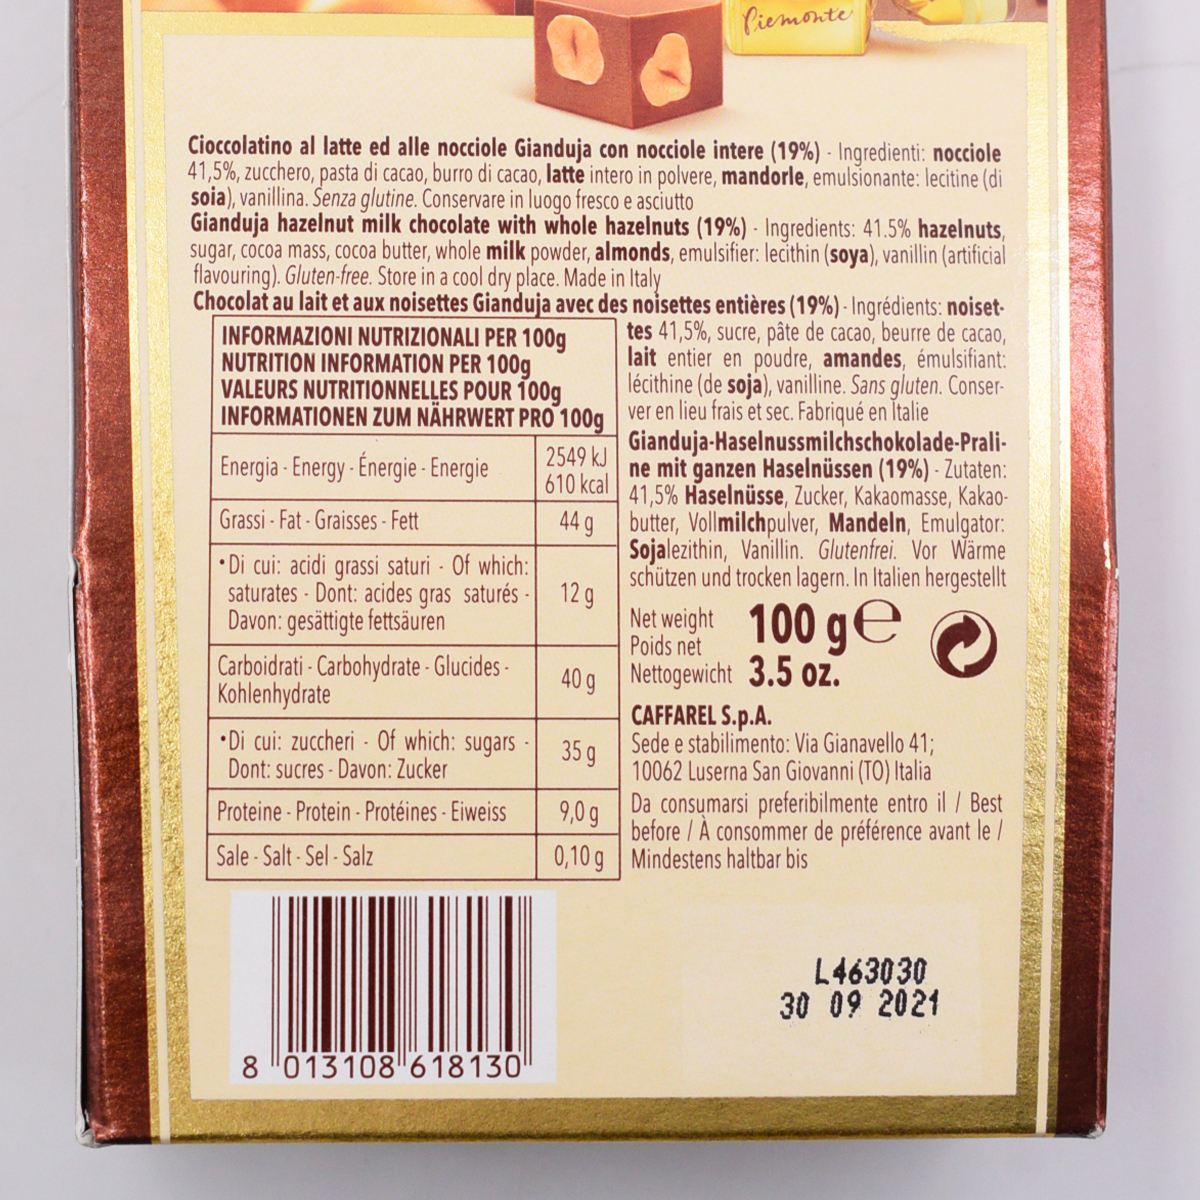 Piemonte
Cioccolatino al latte ed alle nocciole Gianduja con nocciole intere (19%) - Ingredienti: nocciole
41,5%, zucchero, pasta di cacao, burro di cacao, latte intero in polvere, mandorle, emulsionante: lecitine (di
soia), vanillina. Senza glutine. Conservare in luogo fresco e asciutto
Gianduja hazelnut milk chocolate with whole hazelnuts (19%) - Ingredients: 41.5% hazelnuts,
sugar, cocoa mass, cocoa butter, whole milk powder, almonds, emulsifier: lecithin (soya), vanillin (artificial
flavouring). Gluten-free. Store in a cool dry place. Made in Italy
Chocolat au lait et aux noisettes Gianduja avec des noisettes entières (19%) - Ingrédients: noiset-
tes 41,5%, sucre, pâte de cacao, beurre de cacao,
lait entier en poudre, amandes, émulsifiant:
lécithine (de soja), vanilline. Sans gluten. Conser-
ver en lieu frais et sec. Fabriqué en Italie
Gianduja-Haselnussmilchschokolade-Prali-
ne mit ganzen Haselnüssen (19%) - Zutaten:
41,5% Haselnüsse, Zucker, Kakaomasse, Kakao-
butter, Vollmilchpulver, Mandeln, Emulgator:
Sojalezithin, Vanillin. Glutenfrei. Vor Wärme
schützen und trocken lagern. In Italien hergestellt
INFORMAZIONI NUTRIZIONALI PER 100g
NUTRITION INFORMATION PER 100g
VALEURS NUTRITIONNELLES POUR 100g
INFORMATIONEN ZUM NÄHRWERT PRO 100g
Energia - Energy - Énergie - Energie 2549 kJ
610 kcal
Grassi - Fat - Graisses - Fett 44 g
•Di cui: acidi grassi saturi - Of which:
saturates - Dont: acides gras saturés - 12 g
Davon: gesättigte fettsäuren
Carboidrati - Carbohydrate - Glucides - 40 g
Kohlenhydrate
•Di cui: zuccheri - Of which: sugars - 35 g
Dont: sucres - Davon: Zucker
Proteine - Protein - Protéines - Eiweiss 9,0 g
Sale - Salt - Sel - Salz 0,10 g
Net weight
Poids net
Nettogewicht
100 g ℮
3.5 oz.
CAFFAREL S.p.A.
Sede e stabilimento: Via Gianavello 41;
10062 Luserna San Giovanni (TO) Italia
Da consumarsi preferibilmente entro il / Best
before / À consommer de préférence avant le /
Mindestens haltbar bis
L463030
30 09 2021
8 013108 618130